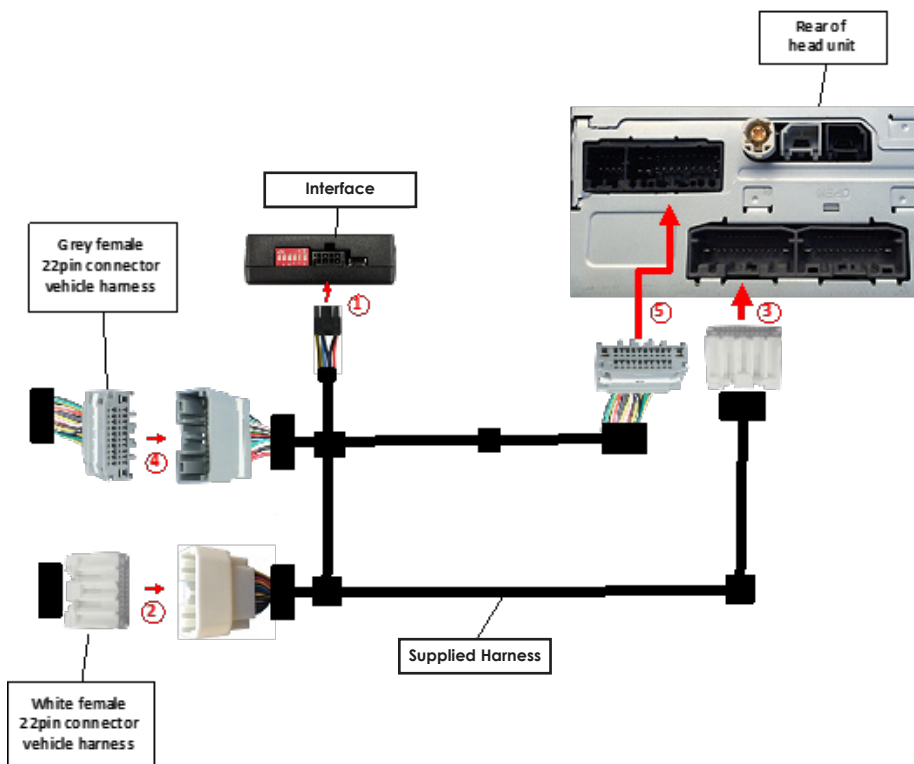 Rear of
head unit
Interface
Grey female
22pin connector
vehicle harness
1
5
3
4
2
Supplied Harness
White female
22pin connector
vehicle harness